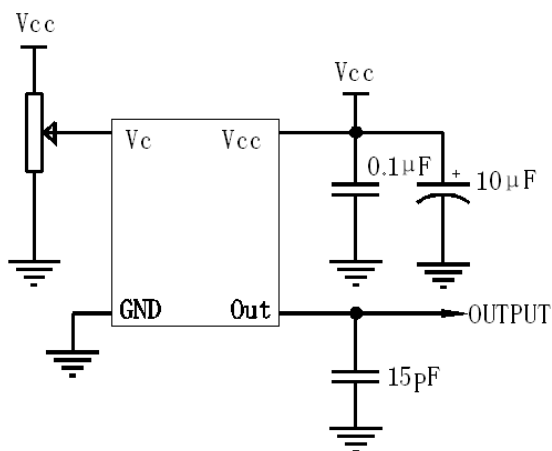 Vcc
Vcc
Vc
Vcc
0.1μF
+
10μF
GND
Out
OUTPUT
15pF